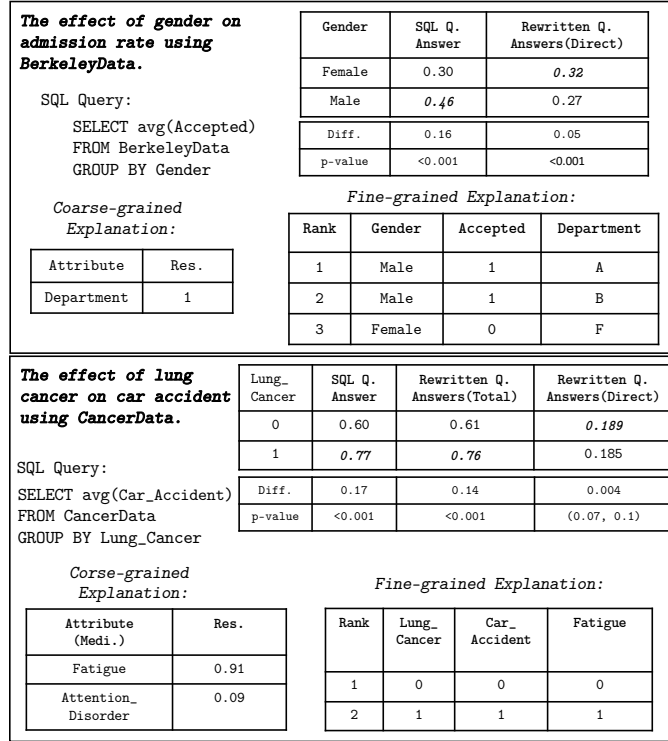 The effect of gender on
admission rate using
BerkeleyData.
SQL Query:
SELECT avg(Accepted)
FROM BerkeleyData
GROUP BY Gender
Gender SQL Q. Answer Rewritten Q. Answers(Direct)
Female 0.30 0.32
Male 0.46 0.27
Diff. 0.16 0.05
p-value <0.001 <0.001
Coarse-grained
Explanation:
Attribute Res.
Department 1
Fine-grained Explanation:
Rank Gender Accepted Department
1 Male 1 A
2 Male 1 B
3 Female 0 F
The effect of lung
cancer on car accident
using CancerData.
SQL Query:
SELECT avg(Car_Accident)
FROM CancerData
GROUP BY Lung_Cancer
Lung_ Cancer SQL Q. Answer Rewritten Q. Answers(Total) Rewritten Q. Answers(Direct)
0 0.60 0.61 0.189
1 0.77 0.76 0.185
Diff. 0.17 0.14 0.004
p-value <0.001 <0.001 (0.07, 0.1)
Corse-grained
Explanation:
Attribute (Medi.) Res.
Fatigue 0.91
Attention_ Disorder 0.09
Fine-grained Explanation:
Rank Lung_ Cancer Car_ Accident Fatigue
1 0 0 0
2 1 1 1